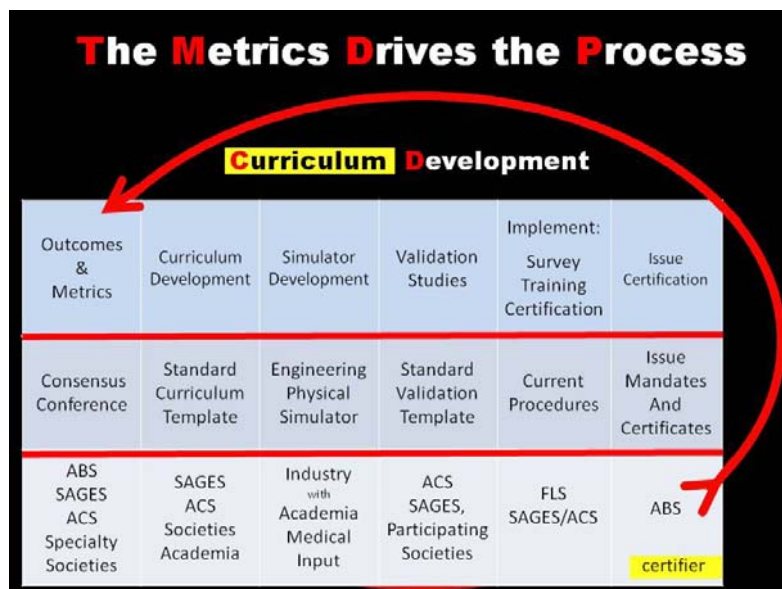 The Metrics Drives the Process
Curriculum Development
Outcomes
&
Metrics
Curriculum
Development
Simulator
Development
Validation
Studies
Implement:
Survey
Training
Certification
Issue
Certification
Consensus
Conference
Standard
Curriculum
Template
Engineering
Physical
Simulator
Standard
Validation
Template
Current
Procedures
Issue
Mandates
And
Certificates
ABS
SAGES
ACS
Specialty
Societies
SAGES
ACS
Societies
Academia
Industry
with
Academia
Medical
Input
ACS
SAGES,
Participating
Societies
FLS
SAGES/ACS
ABS
certifier